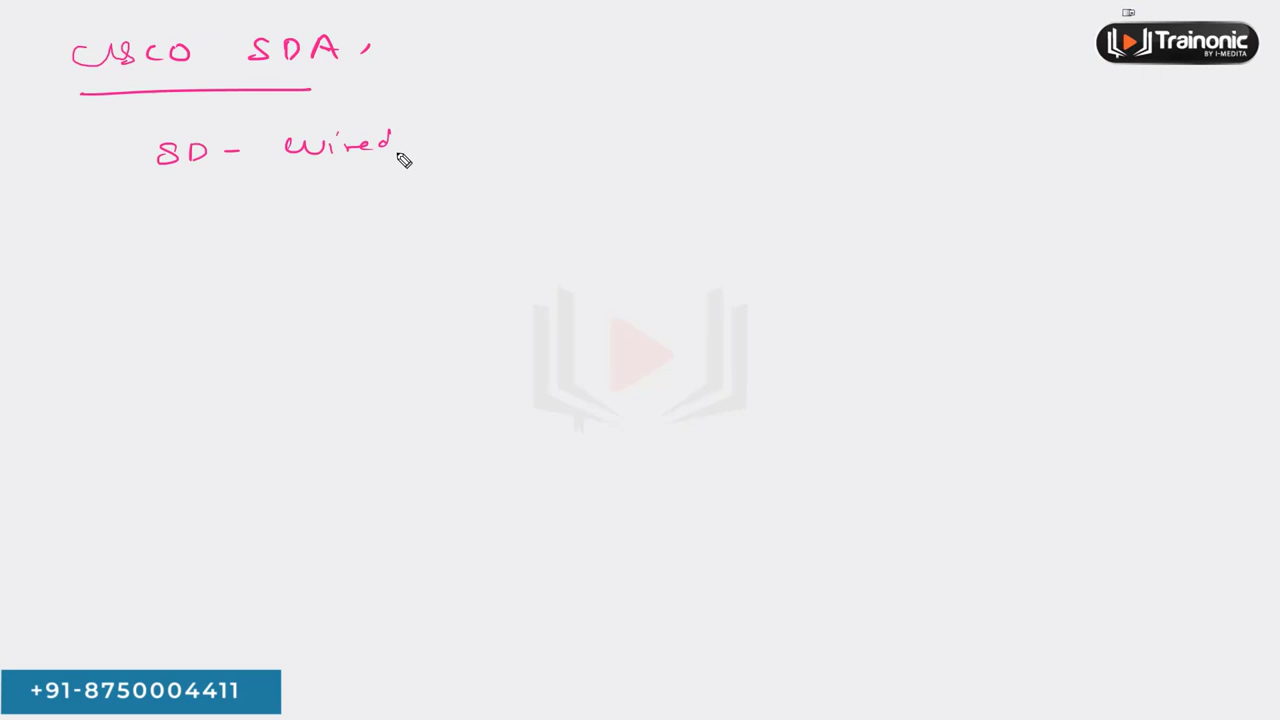 CISCO SDA,
Trainonic
BY I-MEDITA
SD - Wired
+91-8750004411